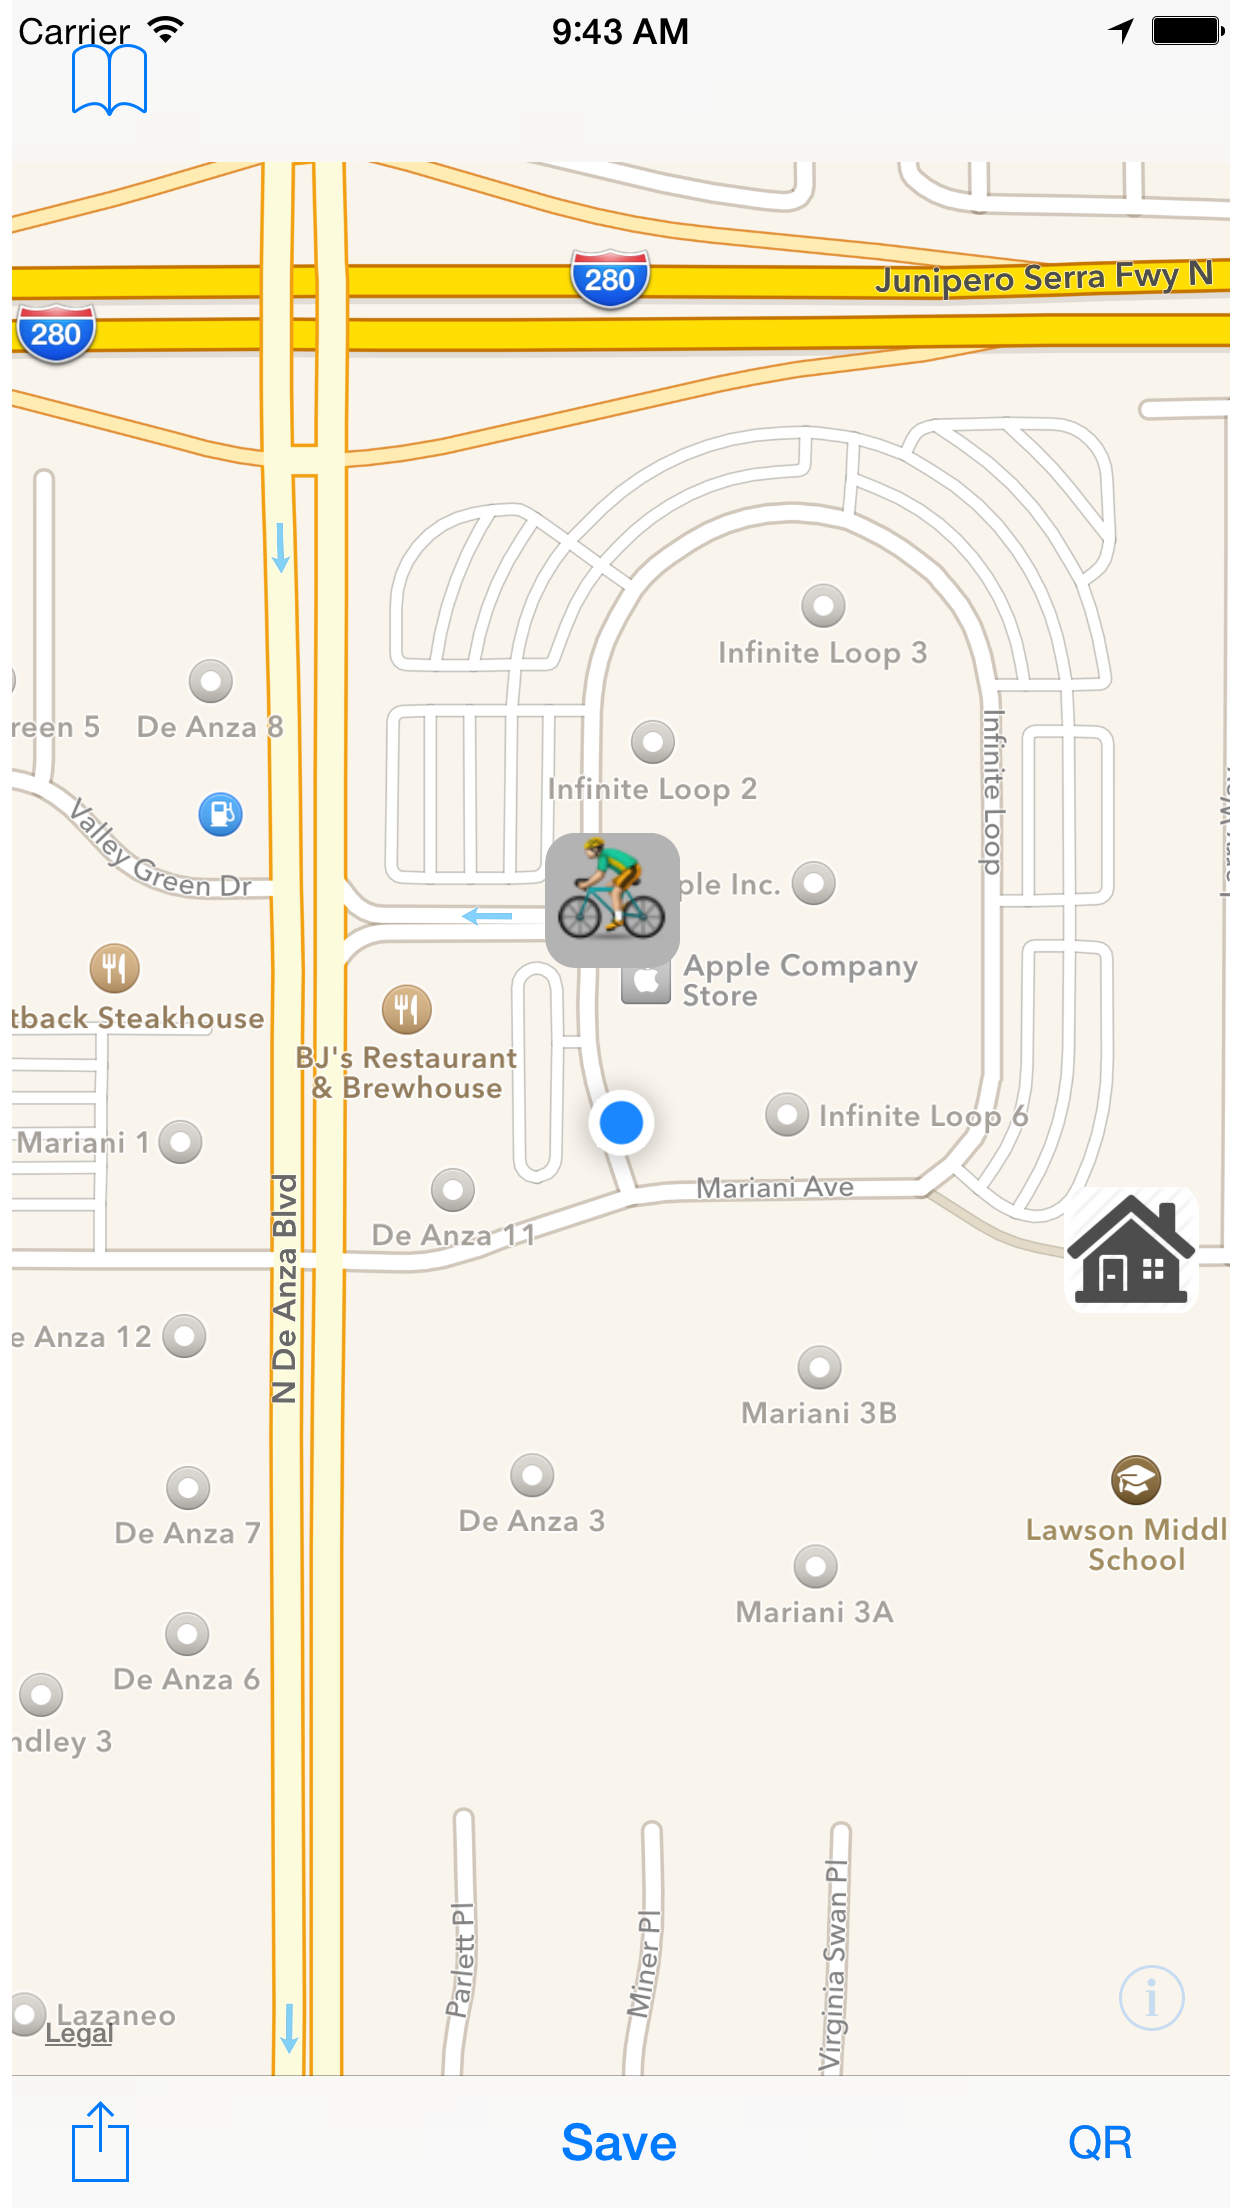 Carrier
9:43 AM
280
Junipero Serra Fwy N
280
Infinite Loop 3
reen 5
De Anza 8
Infinite Loop
Infinite Loop 2
Valley Green Dr
ple Inc.
Apple Company
Store
tback Steakhouse
BJ's Restaurant
& Brewhouse
Mariani 1
Infinite Loop 6
Mariani Ave
De Anza 11
N De Anza Blvd
e Anza 12
Mariani 3B
De Anza 3
De Anza 7
Lawson Middl
School
Mariani 3A
De Anza 6
ndley 3
Parlett Pl
Miner Pl
Virginia Swan Pl
Lazaneo
Legal
Save
QR